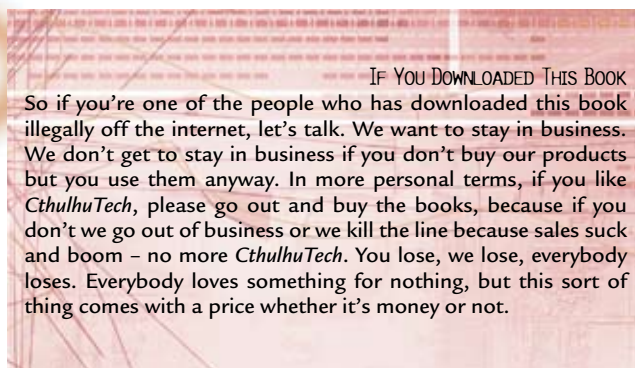 IF YOU DOWNLOADED THIS BOOK
So if you're one of the people who has downloaded this book
illegally off the internet, let's talk. We want to stay in business.
We don't get to stay in business if you don't buy our products
but you use them anyway. In more personal terms, if you like
CthulhuTech, please go out and buy the books, because if you
don't we go out of business or we kill the line because sales suck
and boom – no more CthulhuTech. You lose, we lose, everybody
loses. Everybody loves something for nothing, but this sort of
thing comes with a price whether it's money or not.